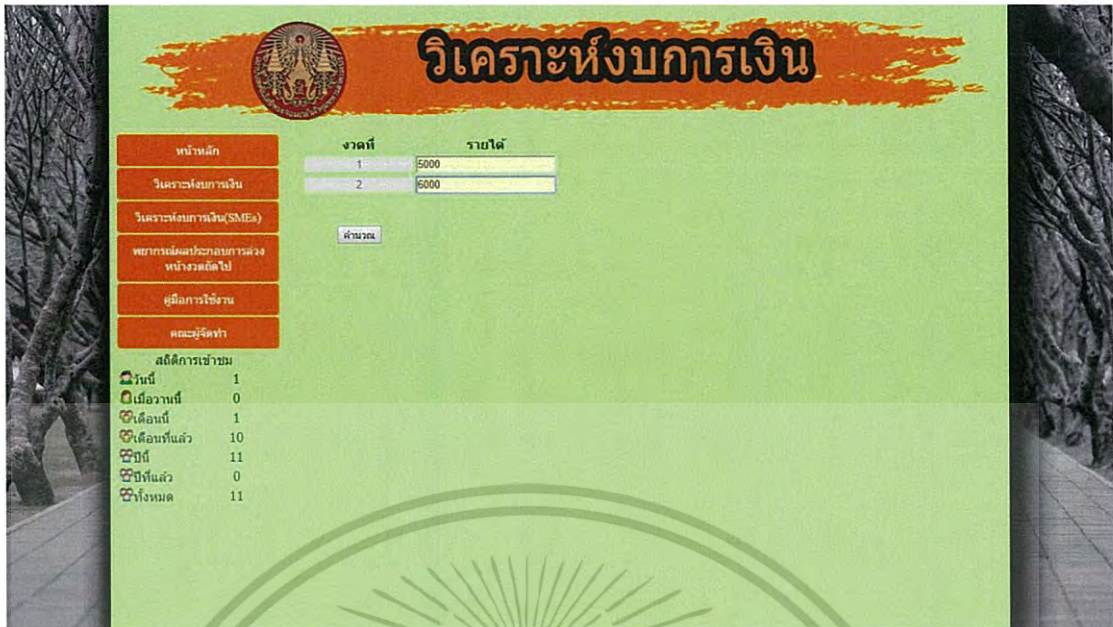 วิเคราะห์งบการเงิน
หน้าหลัก
วิเคราะห์งบการเงิน
วิเคราะห์งบการเงิน(SMEs)
พยากรณ์ผลประกอบการล่วง
หน้างวดถัดไป
คู่มือการใช้งาน
คณะผู้จัดทำ
สถิติการเข้าชม
วันนี้ 1
เมื่อวานนี้ 0
เดือนนี้ 1
เดือนที่แล้ว 10
ปีนี้ 11
ปีที่แล้ว 0
ทั้งหมด 11
งวดที่ รายได้
1 5000
2 6000
คำนวณ